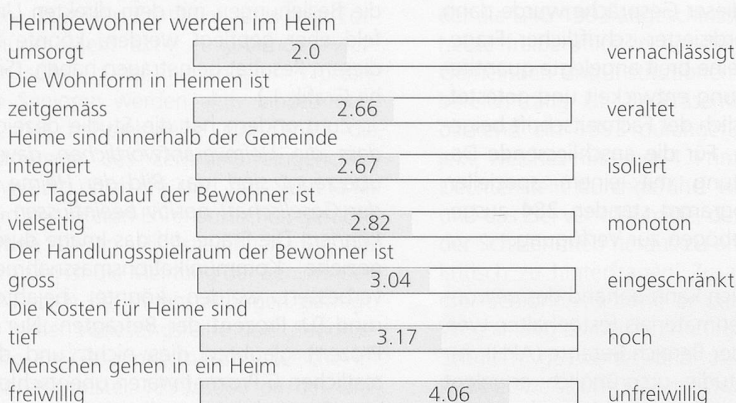 Heimbewohner werden im Heim
umsorgt 2.0 vernachlässigt
Die Wohnform in Heimen ist
zeitgemäss 2.66 veraltet
Heime sind innerhalb der Gemeinde
integriert 2.67 isoliert
Der Tagesablauf der Bewohner ist
vielseitig 2.82 monoton
Der Handlungsspielraum der Bewohner ist
gross 3.04 eingeschränkt
Die Kosten für Heime sind
tief 3.17 hoch
Menschen gehen in ein Heim
freiwillig 4.06 unfreiwillig